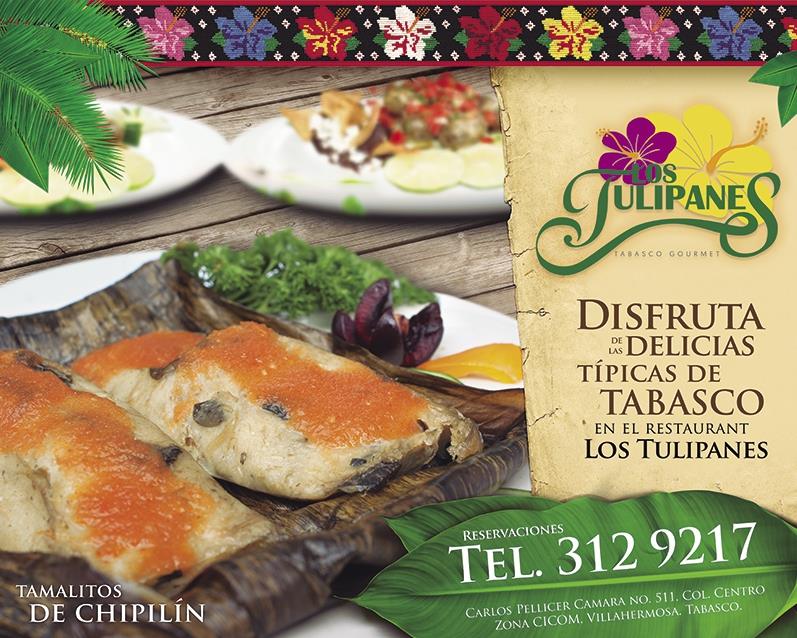 LOS
TULIPANES
TABASCO GOURMET
DISFRUTA
DE LAS DELICIAS
TÍPICAS DE
TABASCO
EN EL RESTAURANT
LOS TULIPANES
RESERVACIONES
TEL. 312 9217
CARLOS PELLICER CAMARA NO. 511. COL. CENTRO
ZONA CICOM, VILLAHERMOSA. TABASCO.
TAMALITOS
DE CHIPILÍN